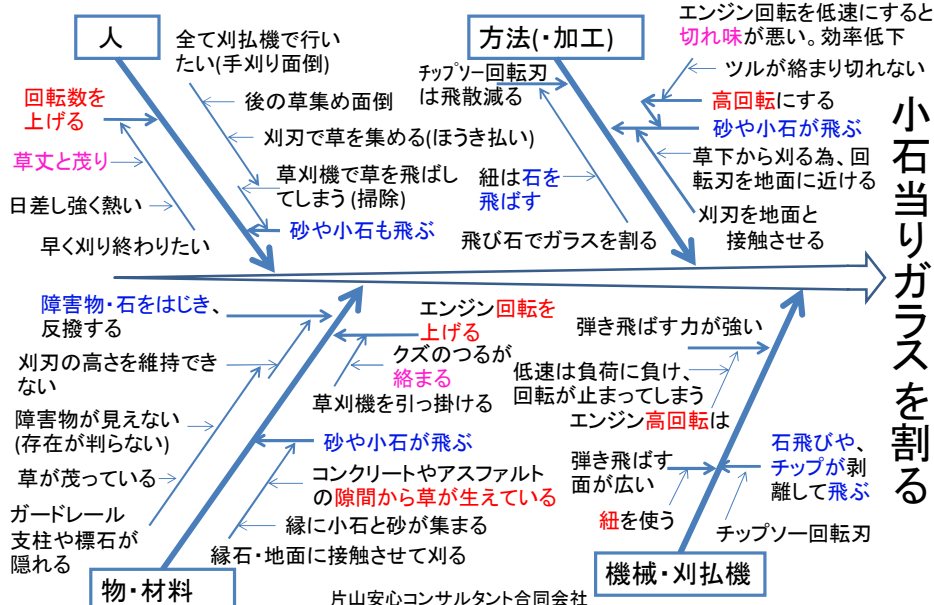 人
全て刈払機で行い
たい(手刈り面倒)
回転数を
上げる
後の草集め面倒
草丈と茂り
刈刃で草を集める(ほうき払い)
草刈機で草を飛ばし
てしまう(掃除)
日差し強く熱い
砂や小石も飛ぶ
早く刈り終わりたい
方法(・加工)
エンジン回転を低速にすると
切れ味が悪い。効率低下
チップソー回転刃
は飛散減る
ツルが絡まり切れない
高回転にする
砂や小石が飛ぶ
草下から刈る為、回
転刃を地面に近ける
紐は石を
飛ばす
刈刃を地面と
接触させる
飛び石でガラスを割る
小石当りガラスを割る
障害物・石をはじき、
反撥する
エンジン回転を
上げる
刈刃の高さを維持でき
ない
クズのつるが
絡まる
草刈機を引っ掛ける
障害物が見えない
(存在が判らない)
砂や小石が飛ぶ
草が茂っている
コンクリートやアスファルト
の隙間から草が生えている
ガードレール
支柱や標石が
隠れる
縁に小石と砂が集まる
縁石・地面に接触させて刈る
物・材料
弾き飛ばす力が強い
低速は負荷に負け、
回転が止まってしまう
エンジン高回転は
弾き飛ばす
面が広い
石飛びや、
チップが剥
離して飛ぶ
紐を使う
チップソー回転刃
機械・刈払機
片山安心コンサルタント合同会社